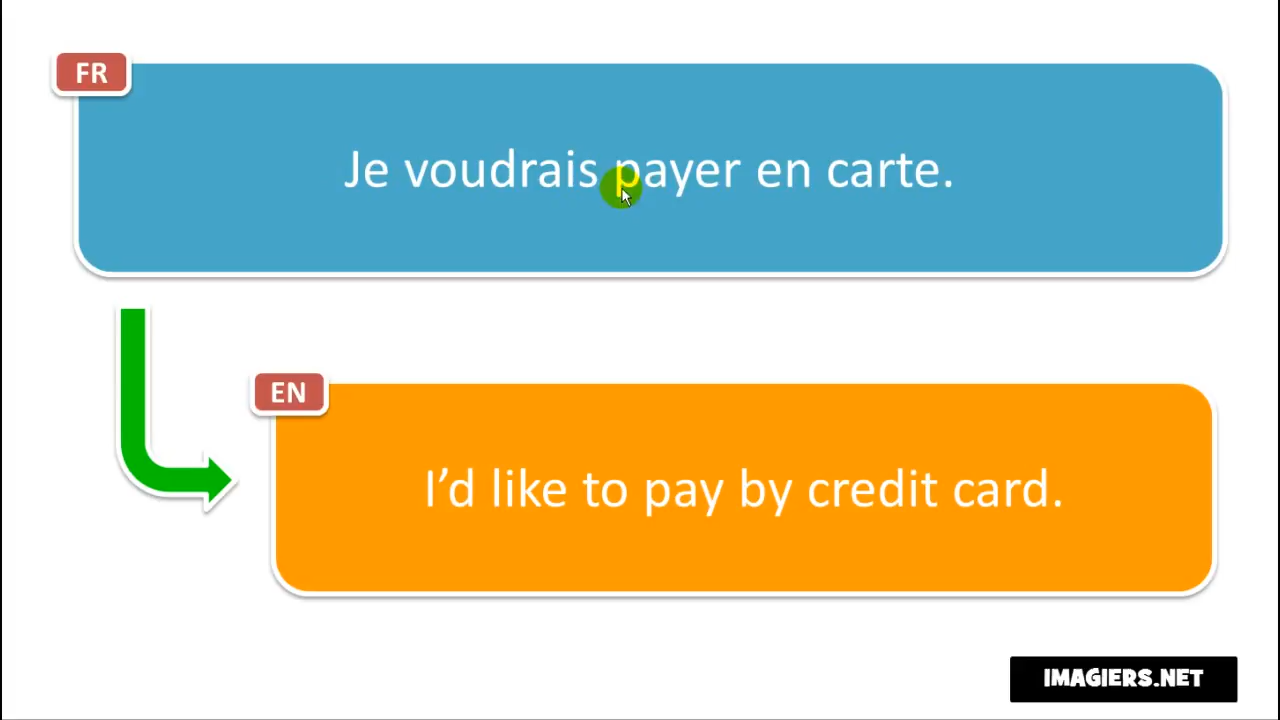 FR
Je voudrais payer en carte.
EN
I’d like to pay by credit card.
IMAGIERS.NET